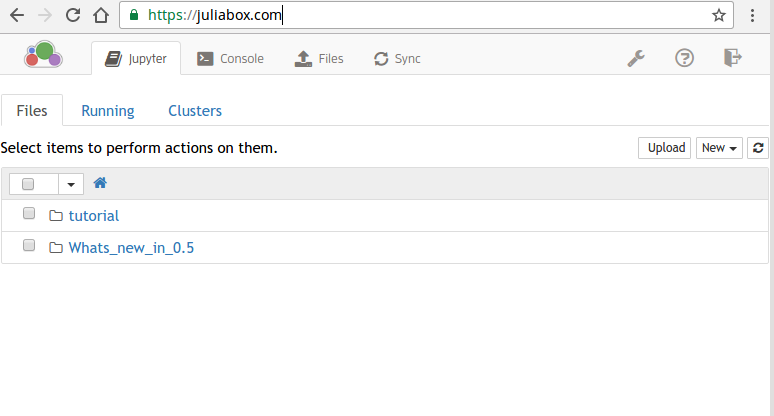 https://juliabox.com
Jupyter Console Files Sync
Files Running Clusters
Select items to perform actions on them. Upload New
tutorial
Whats_new_in_0.5